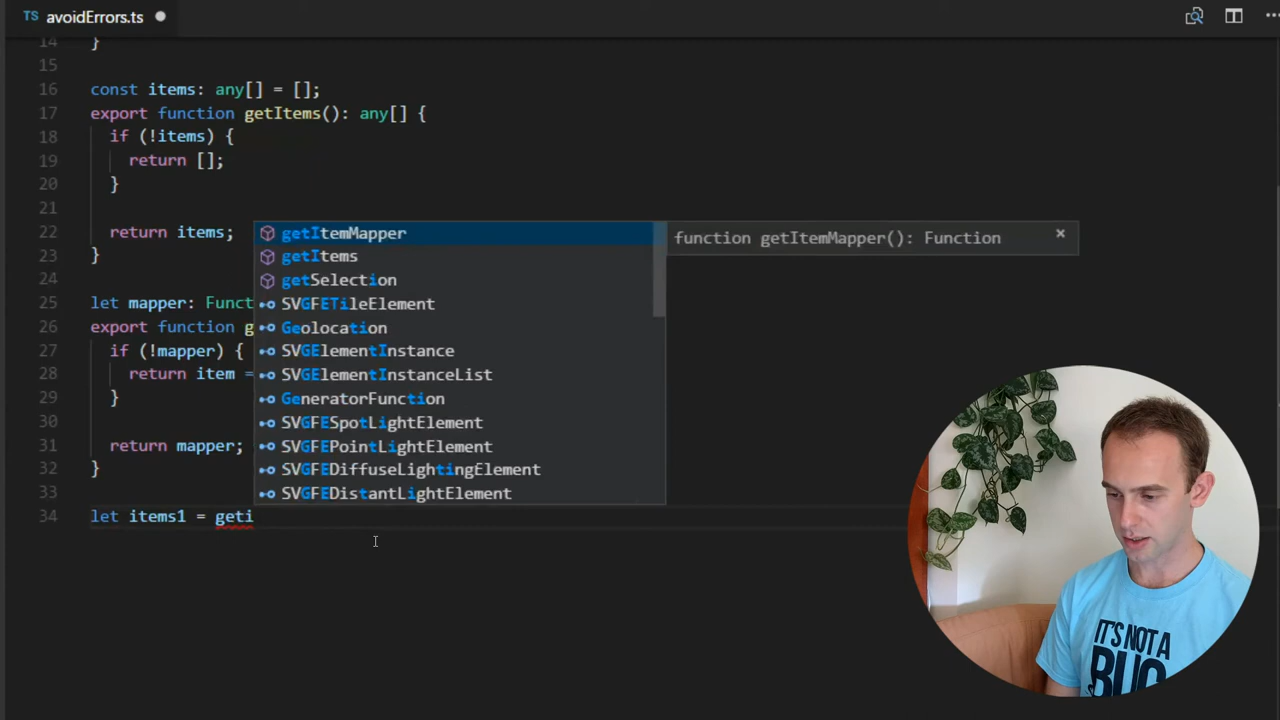 TS avoidErrors.ts
14 }
15
16 const items: any[] = [];
17 export function getItems(): any[] {
18 if (!items) {
19 return [];
20 }
21
22 return items;
23 }
24
25 let mapper: Funct
26 export function g
27 if (!mapper) {
28 return item =
29 }
30
31 return mapper;
32 }
33
34 let items1 = geti
getItemMapper
getItems
getSelection
SVGFETileElement
Geolocation
SVGElementInstance
SVGElementInstanceList
GeneratorFunction
SVGFESpotLightElement
SVGFEPointLightElement
SVGFEDiffuseLightingElement
SVGFEDistantLightElement
function getItemMapper(): Function ×
IT'S NOT A
BUG